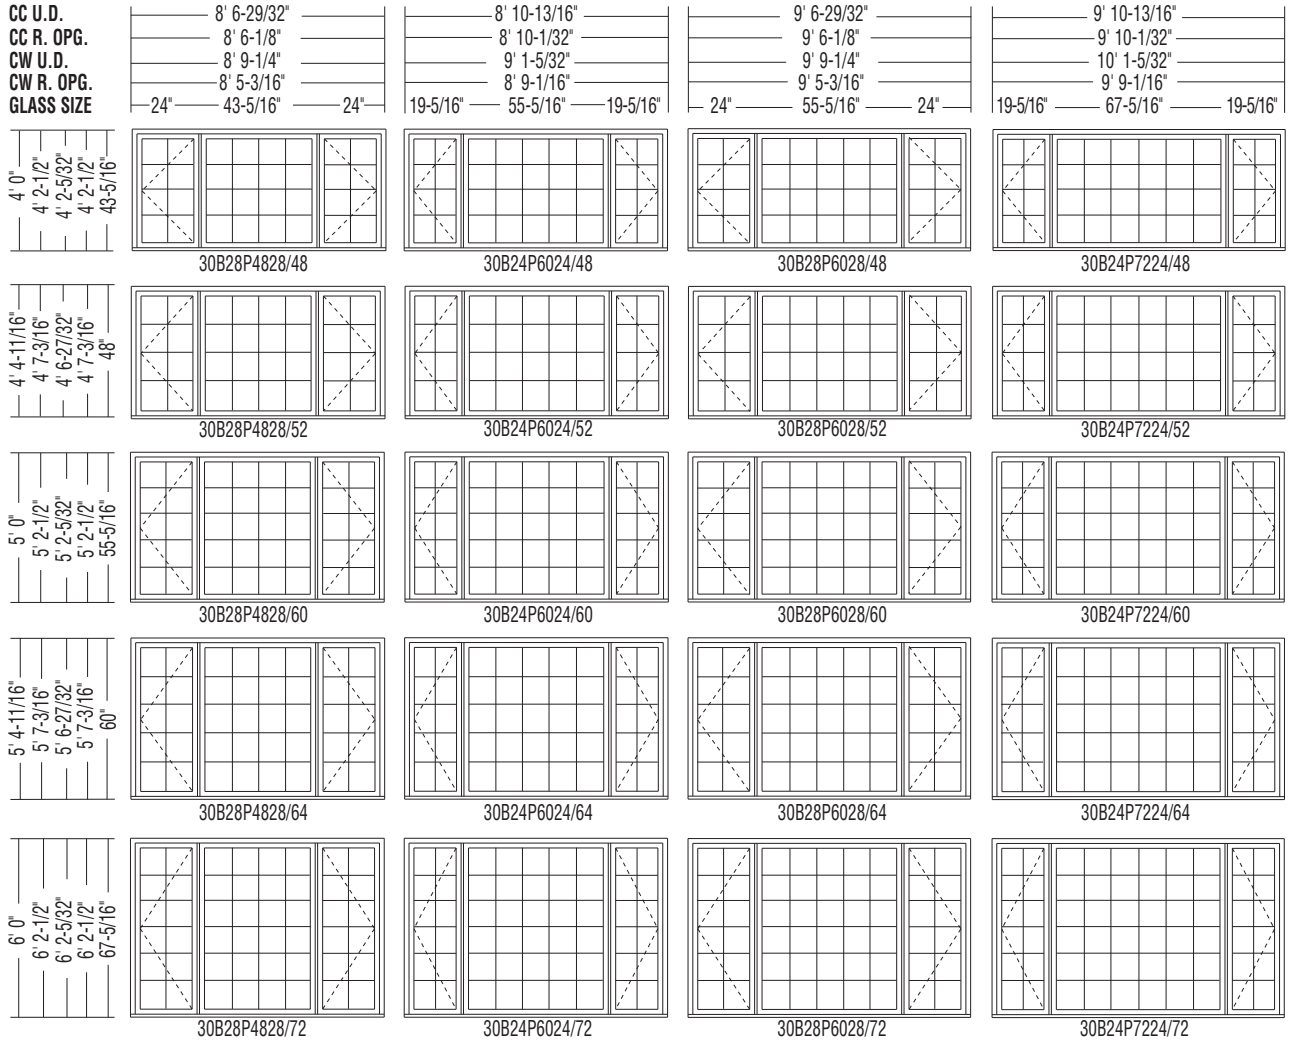 CC U.D. 8' 6-29/32" 8' 10-13/16" 9' 6-29/32" 9' 10-13/16"
CC R. OPG. 8' 6-1/8" 8' 10-1/32" 9' 6-1/8" 9' 10-1/32"
CW U.D. 8' 9-1/4" 9' 1-5/32" 9' 9-1/4" 10' 1-5/32"
CW R. OPG. 8' 5-3/16" 8' 9-1/16" 9' 5-3/16" 9' 9-1/16"
GLASS SIZE 24" 43-5/16" 24" 19-5/16" 55-5/16" 19-5/16" 24" 55-5/16" 24" 19-5/16" 67-5/16" 19-5/16"
4' 0"
4' 2-1/2"
4' 2-5/32"
4' 2-1/2"
43-5/16"
30B28P4828/48 30B24P6024/48 30B28P6028/48 30B24P7224/48
4' 4-11/16"
4' 7-3/16"
4' 6-27/32"
4' 7-3/16"
48"
30B28P4828/52 30B24P6024/52 30B28P6028/52 30B24P7224/52
5' 0"
5' 2-1/2"
5' 2-5/32"
5' 2-1/2"
55-5/16"
30B28P4828/60 30B24P6024/60 30B28P6028/60 30B24P7224/60
5' 4-11/16"
5' 7-3/16"
5' 6-27/32"
5' 7-3/16"
60"
30B28P4828/64 30B24P6024/64 30B28P6028/64 30B24P7224/64
6' 0"
6' 2-1/2"
6' 2-5/32"
6' 2-1/2"
67-5/16"
30B28P4828/72 30B24P6024/72 30B28P6028/72 30B24P7224/72